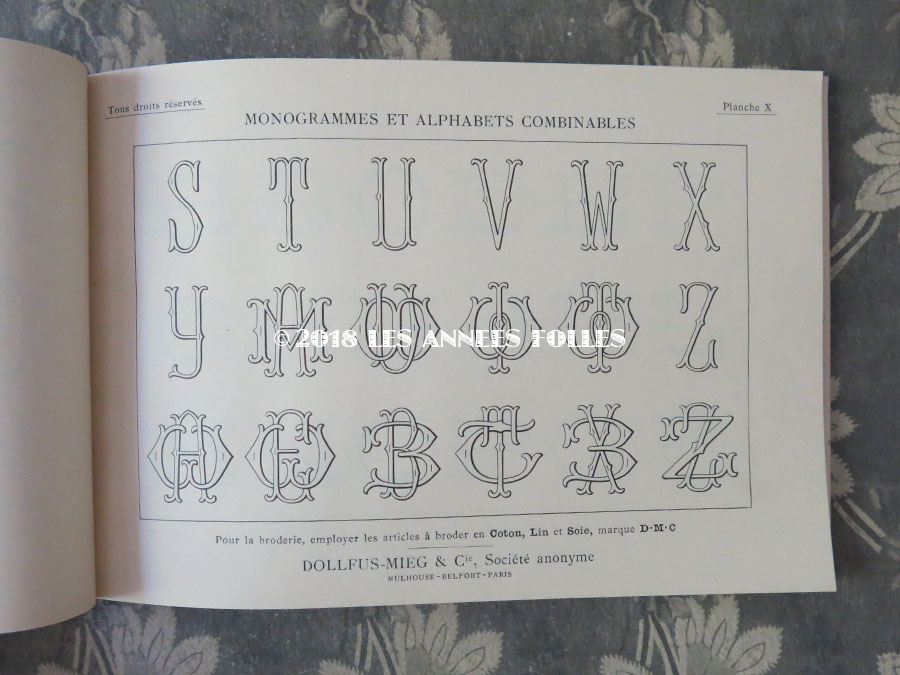 Tous droits réservés
Planche X
MONOGRAMMES ET ALPHABETS COMBINABLES
S T U V W X
Y Z
©2018 LES ANNEES FOLLES
Pour la broderie, employer les articles à broder en Coton, Lin et Soie, marque D·M·C
DOLLFUS-MIEG & Cie, Société anonyme
MULHOUSE-BELFORT-PARIS